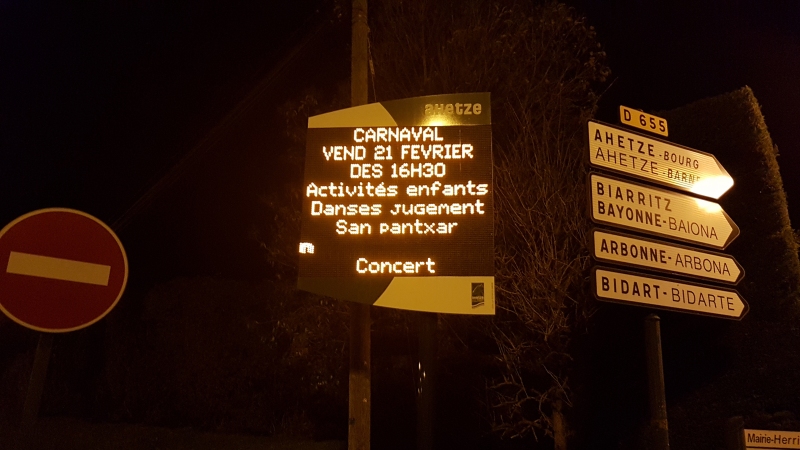 AHETZE
CARNAVAL
VEND 21 FEVRIER
DES 16H30
Activités enfants
Danses jugement
San pantxar
Concert
D 655
AHETZE-BOURG
AHETZE-
BIARRITZ
BAYONNE-BAIONA
ARBONNE-ARBONA
BIDART-BIDARTE
Mairie-Herri